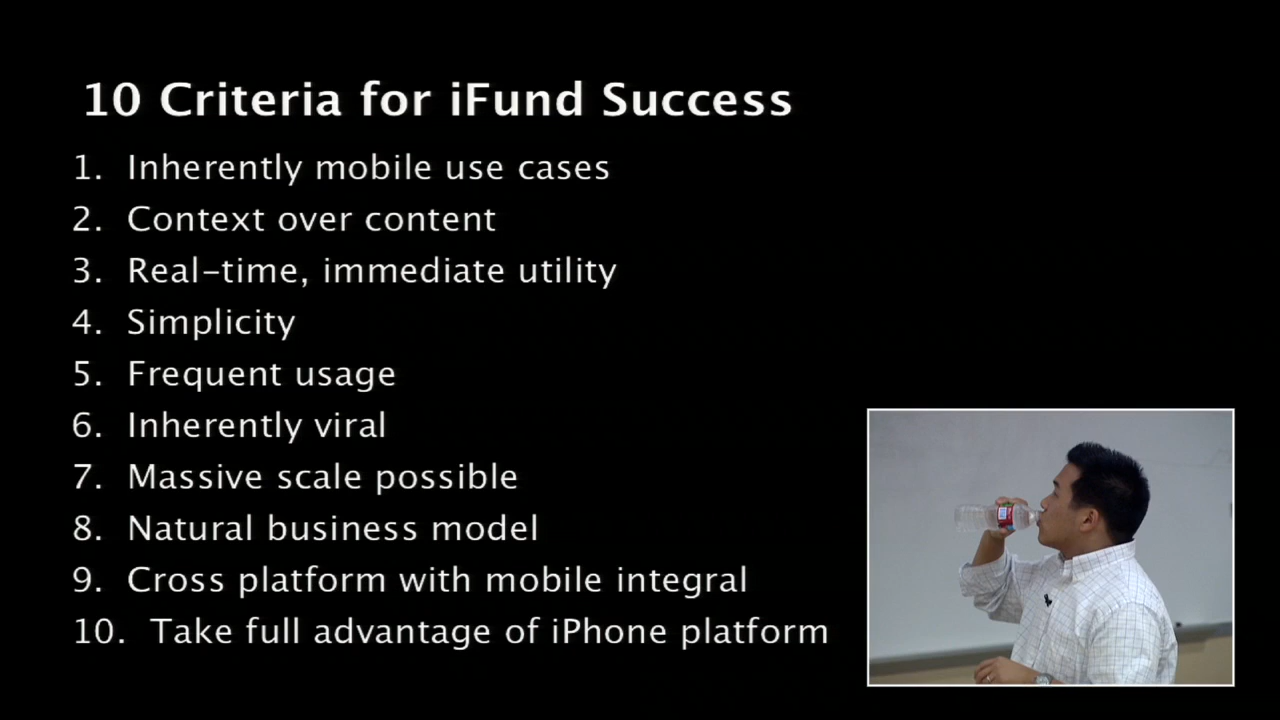 10 Criteria for iFund Success
1. Inherently mobile use cases
2. Context over content
3. Real-time, immediate utility
4. Simplicity
5. Frequent usage
6. Inherently viral
7. Massive scale possible
8. Natural business model
9. Cross platform with mobile integral
10. Take full advantage of iPhone platform